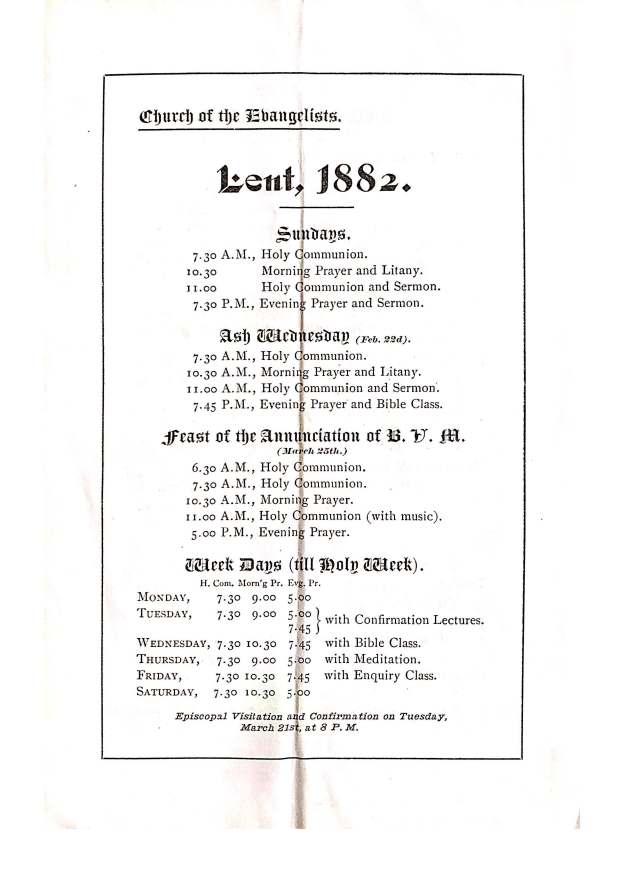 Church of the Evangelists.
Lent, 1882.
Sundays.
7.30 A.M., Holy Communion.
10.30 Morning Prayer and Litany.
11.00 Holy Communion and Sermon.
7.30 P.M., Evening Prayer and Sermon.
Ash Wednesday (Feb. 22d).
7.30 A.M., Holy Communion.
10.30 A.M., Morning Prayer and Litany.
11.00 A.M., Holy Communion and Sermon.
7.45 P.M., Evening Prayer and Bible Class.
Feast of the Annunciation of B. V. M.
(March 25th.)
6.30 A.M., Holy Communion.
7.30 A.M., Holy Communion.
10.30 A.M., Morning Prayer.
11.00 A.M., Holy Communion (with music).
5.00 P.M., Evening Prayer.
Week Days (till Holy Week).
H. Com. Morn'g Pr. Evg. Pr.
MONDAY, 7.30 9.00 5.00
TUESDAY, 7.30 9.00 5.00 } with Confirmation Lectures.
7.45
WEDNESDAY, 7.30 10.30 7.45 with Bible Class.
THURSDAY, 7.30 9.00 5.00 with Meditation.
FRIDAY, 7.30 10.30 7.45 with Enquiry Class.
SATURDAY, 7.30 10.30 5.00
Episcopal Visitation and Confirmation on Tuesday,
March 21st, at 8 P. M.